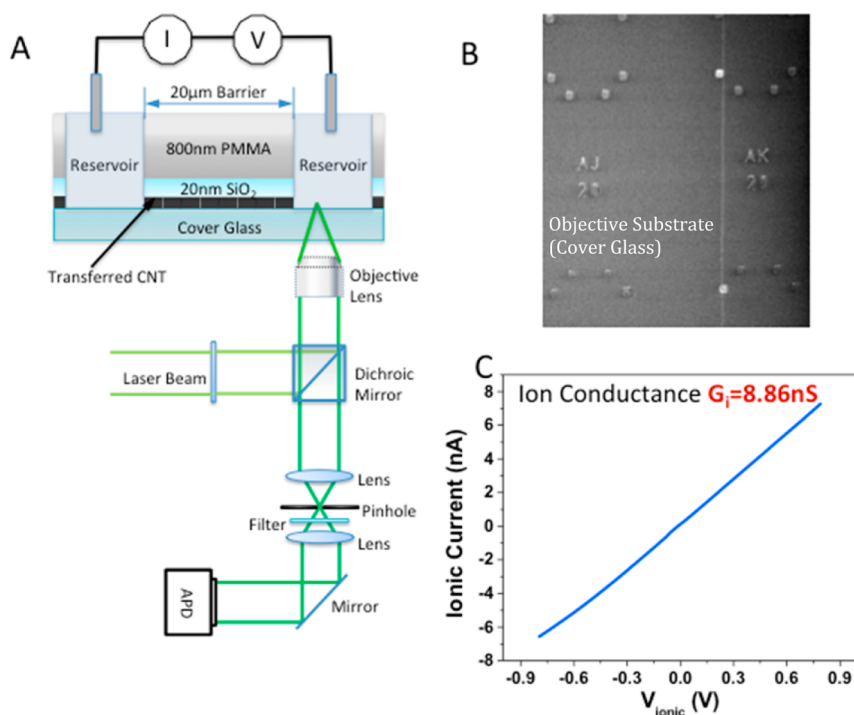 A
I
V
20μm Barrier
Reservoir
800nm PMMA
Reservoir
20nm SiO₂
Cover Glass
Transferred CNT
Objective
Lens
Laser Beam
Dichroic
Mirror
Lens
Pinhole
Filter
Lens
APD
Mirror
B
AJ
AK
Objective Substrate
(Cover Glass)
C
Ion Conductance Gᵢ=8.86nS
Ionic Current (nA)
8
6
4
2
0
-2
-4
-6
-8
-0.9 -0.6 -0.3 0.0 0.3 0.6 0.9
V_ionic (V)